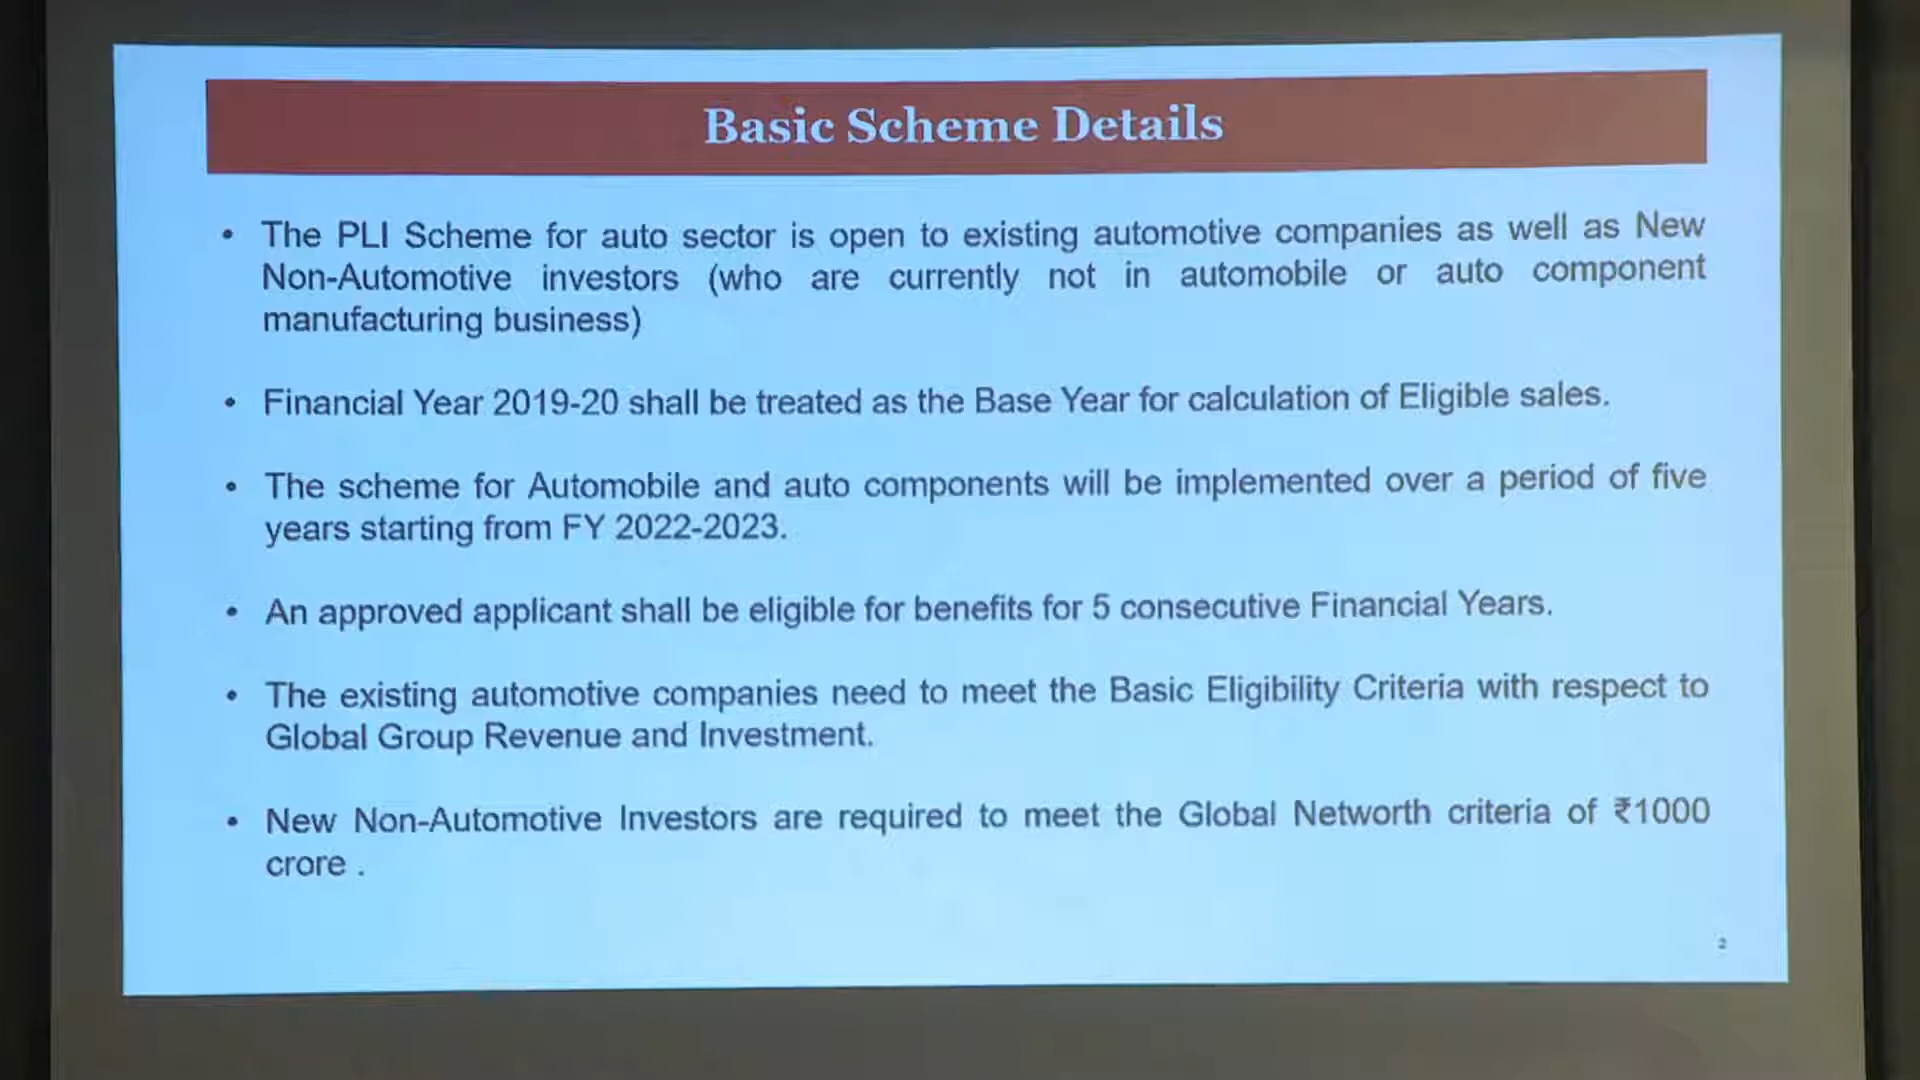 Basic Scheme Details
• The PLI Scheme for auto sector is open to existing automotive companies as well as New
Non-Automotive investors (who are currently not in automobile or auto component
manufacturing business)
• Financial Year 2019-20 shall be treated as the Base Year for calculation of Eligible sales.
• The scheme for Automobile and auto components will be implemented over a period of five
years starting from FY 2022-2023.
• An approved applicant shall be eligible for benefits for 5 consecutive Financial Years.
• The existing automotive companies need to meet the Basic Eligibility Criteria with respect to
Global Group Revenue and Investment.
• New Non-Automotive Investors are required to meet the Global Networth criteria of ₹1000
crore .
2